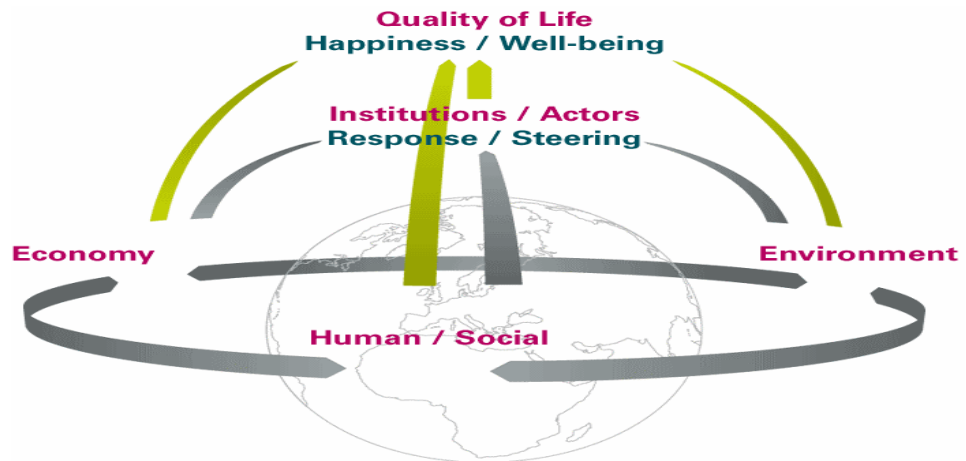 Quality of Life
Happiness / Well-being
Institutions / Actors
Response / Steering
Economy
Environment
Human / Social